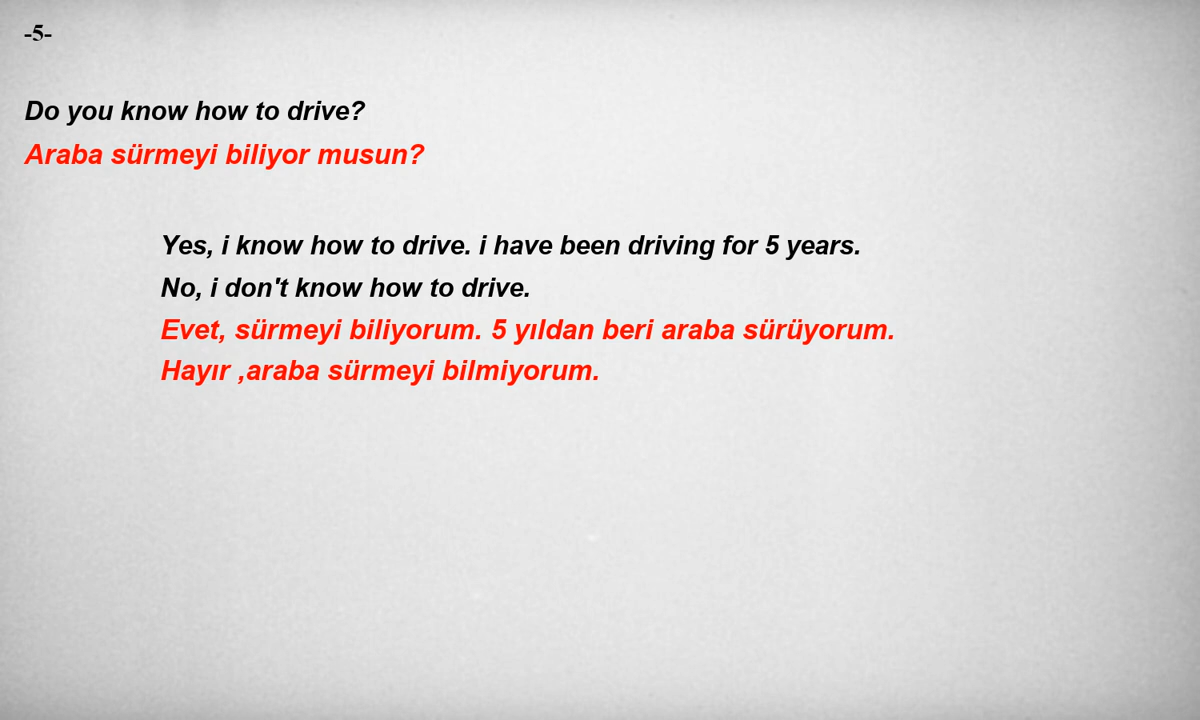 -5-
Do you know how to drive?
Araba sürmeyi biliyor musun?
Yes, i know how to drive. i have been driving for 5 years.
No, i don't know how to drive.
Evet, sürmeyi biliyorum. 5 yıldan beri araba sürüyorum.
Hayır ,araba sürmeyi bilmiyorum.